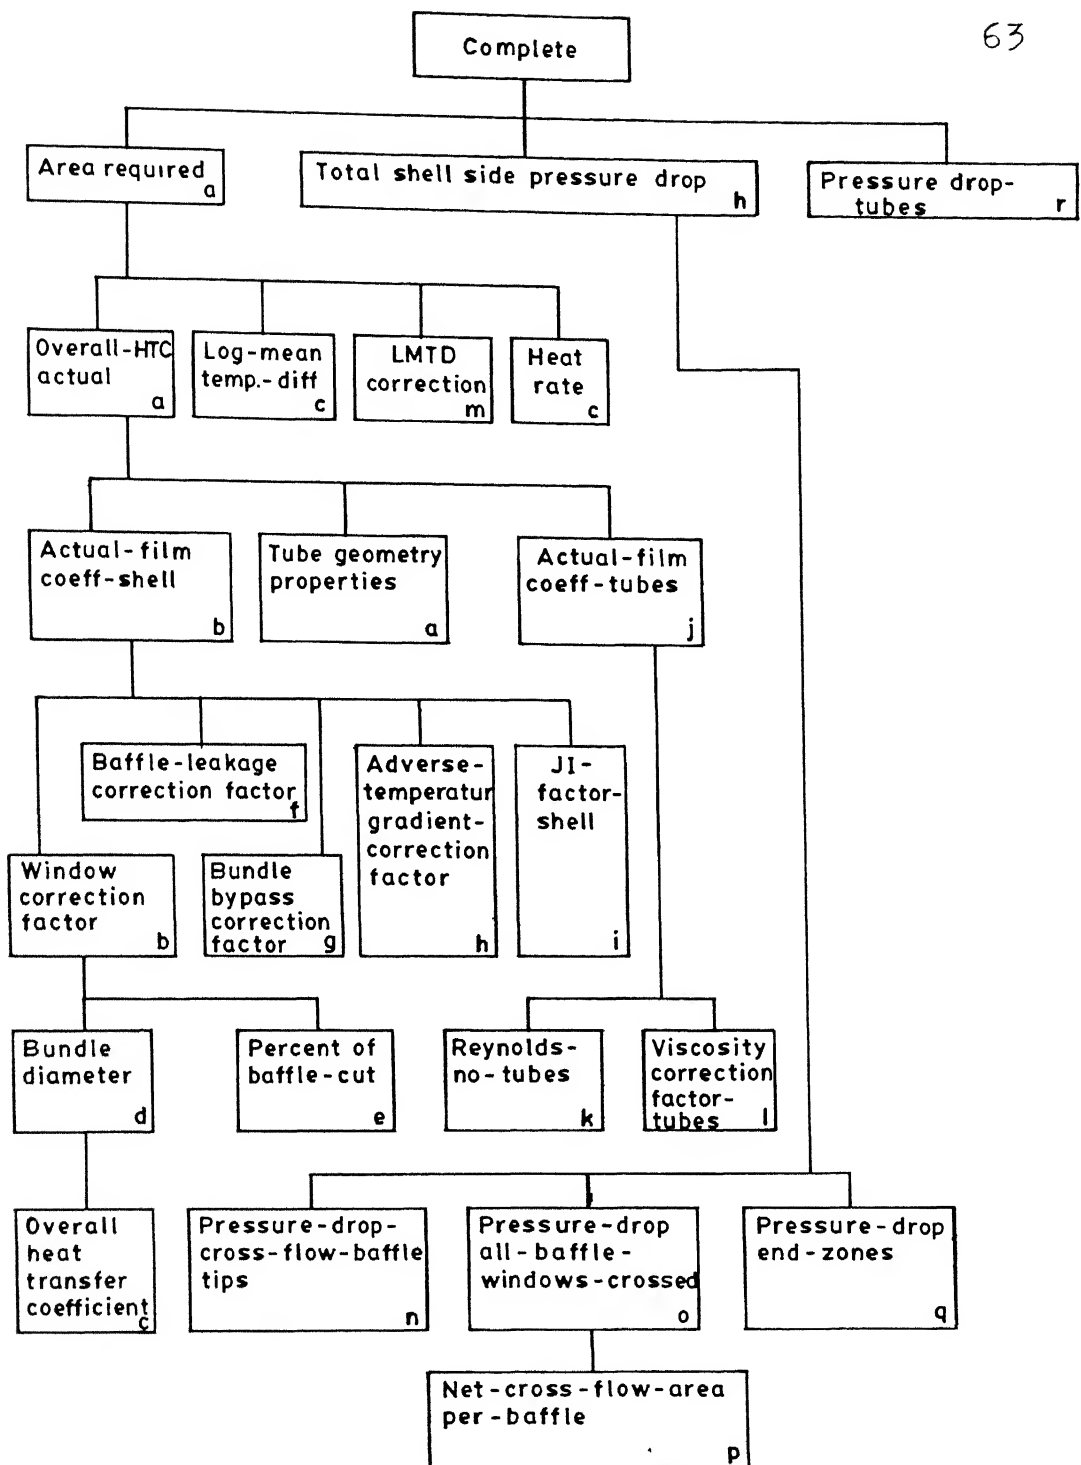 63
Complete
Area required
a
Total shell side pressure drop
h
Pressure drop-
tubes
r
Overall-HTC
actual
a
Log-mean
temp.-diff
c
LMTD
correction
m
Heat
rate
c
Actual-film
coeff-shell
b
Tube geometry
properties
a
Actual-film
coeff-tubes
j
Baffle-leakage
correction factor
f
Adverse-
temperatur
gradient-
correction
factor
h
JI-
factor-
shell
i
Window
correction
factor
b
Bundle
bypass
correction
factor
g
Bundle
diameter
d
Percent of
baffle-cut
e
Reynolds-
no-tubes
k
Viscosity
correction
factor-
tubes
l
Overall
heat
transfer
coefficient
c
Pressure-drop-
cross-flow-baffle
tips
n
Pressure-drop
all-baffle-
windows-crossed
o
Pressure-drop
end-zones
q
Net-cross-flow-area
per-baffle
p